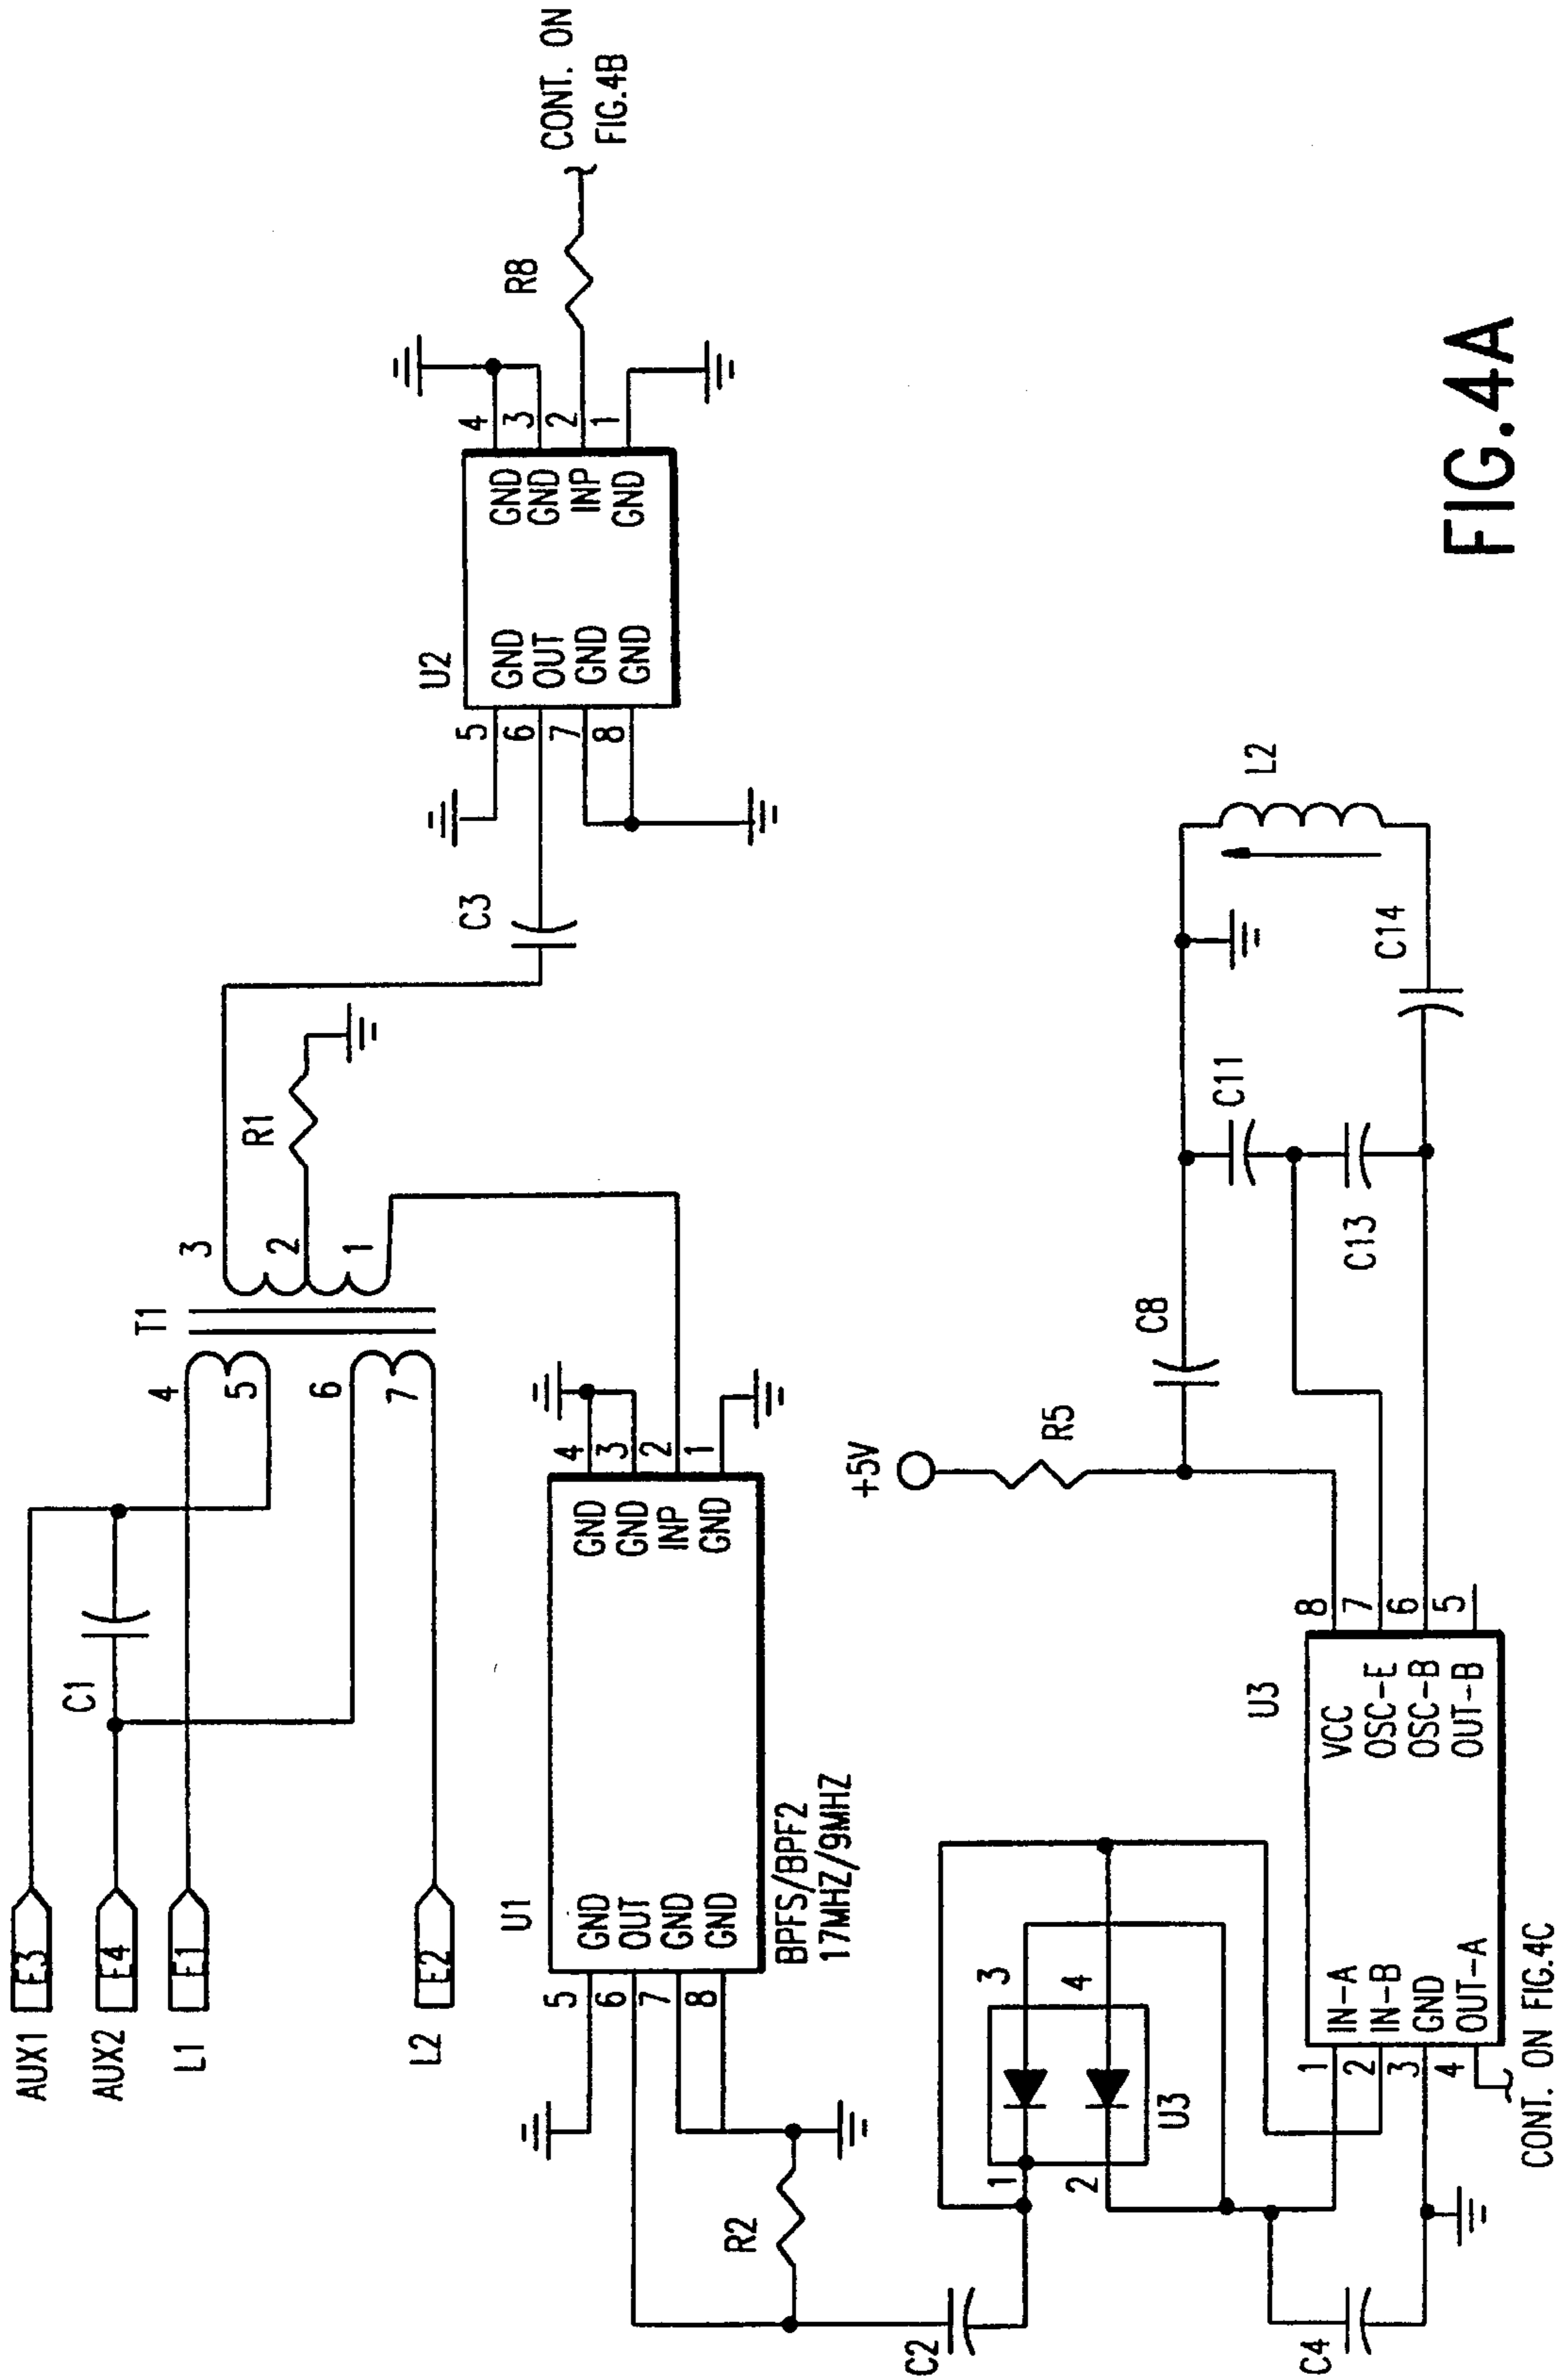 AUX1
E3
AUX2
E4
L1
E1
L2
E2
C1
T1
4
5
6
7
3
2
1
R1
C3
U2
5
6
7
8
GND
OUT
GND
GND
GND
GND
INP
GND
4
3
2
1
R8
CONT. ON
FIG.4B
U1
5
6
7
8
GND
OUT
GND
GND
GND
GND
INP
GND
4
3
2
1
BPFS/BPF2
17MHZ/9MHZ
R2
C2
1
2
3
4
U3
C4
U3
1
2
3
4
IN-A
IN-B
GND
OUT-A
VCC
OSC-E
OSC-B
OUT-B
8
7
6
5
CONT. ON FIG.4C
+5V
R5
C8
C11
C13
C14
L2
FIG.4A